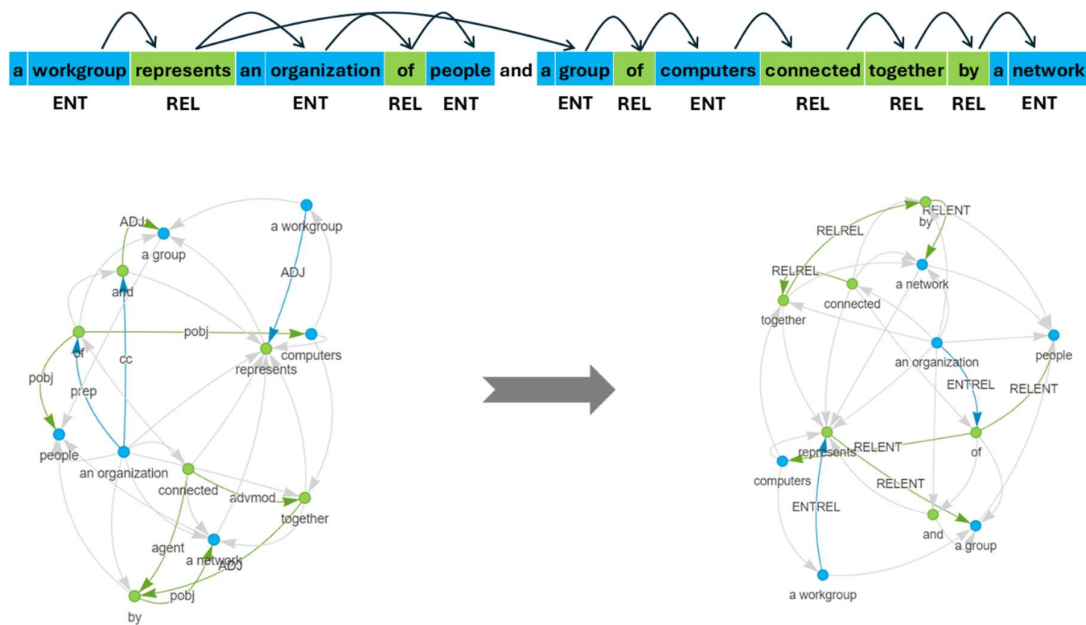 a workgroup represents an organization of people and a group of computers connected together by a network
ENT REL ENT REL ENT ENT REL ENT REL REL REL ENT
ADJ
a group
a workgroup
and
ADJ
of
pobj
computers
cc
represents
pobj
prep
people
an organization
connected
advmod
together
agent
a network
ADJ
pobj
by
RELENT
by
RELREL
a network
RELREL
connected
together
people
an organization
ENTREL
RELENT
represents
RELENT
of
computers
RELENT
ENTREL
and
a group
a workgroup